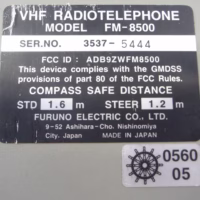 VHF RADIOTELEPHONE
MODEL FM-8500
SER.NO. 3537-5444
FCC ID : ADB9ZWFM8500
This device complies with the GMDSS
provisions of part 80 of the FCC Rules.
COMPASS SAFE DISTANCE
STD 1.6 m STEER 1.2 m
FURUNO ELECTRIC CO. LTD.
9-52 Ashihara-Cho. Nishinomiya
City. Japan MADE IN JAPAN
0560
05